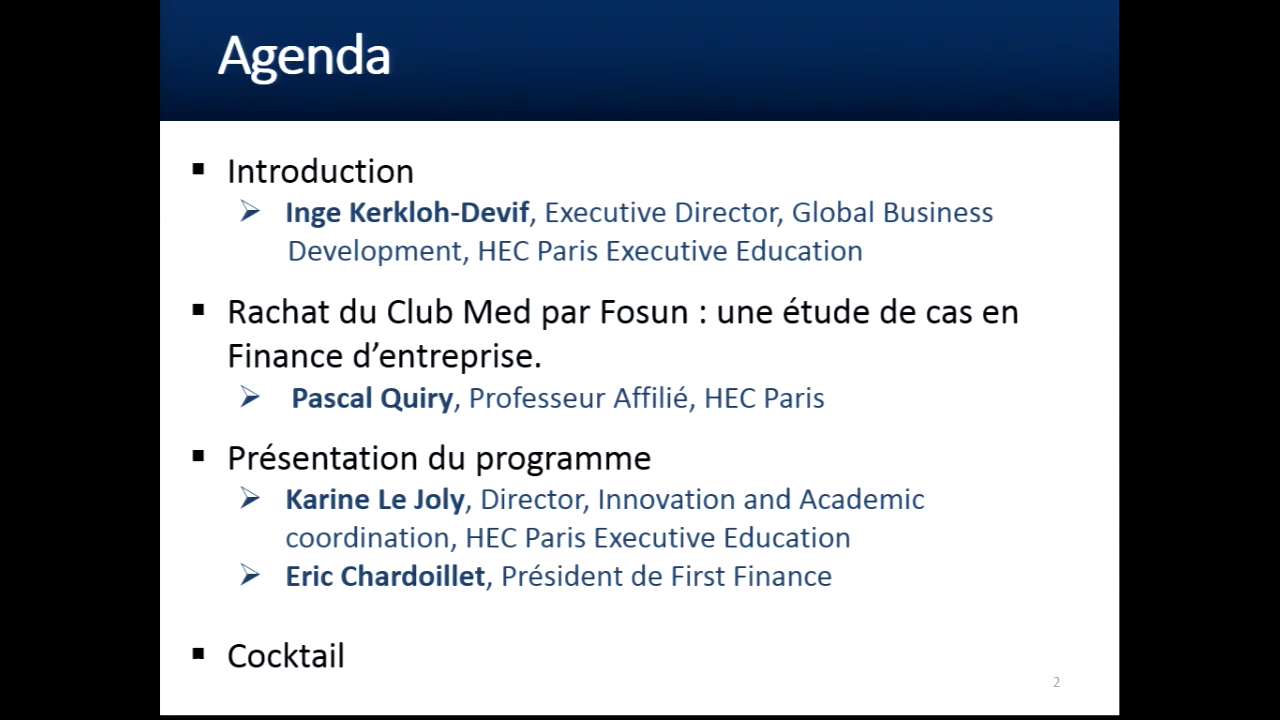 Agenda
▪ Introduction
➢ Inge Kerkloh-Devif, Executive Director, Global Business
Development, HEC Paris Executive Education
▪ Rachat du Club Med par Fosun : une étude de cas en
Finance d’entreprise.
➢ Pascal Quiry, Professeur Affilié, HEC Paris
▪ Présentation du programme
➢ Karine Le Joly, Director, Innovation and Academic
coordination, HEC Paris Executive Education
➢ Eric Chardoillet, Président de First Finance
▪ Cocktail
2